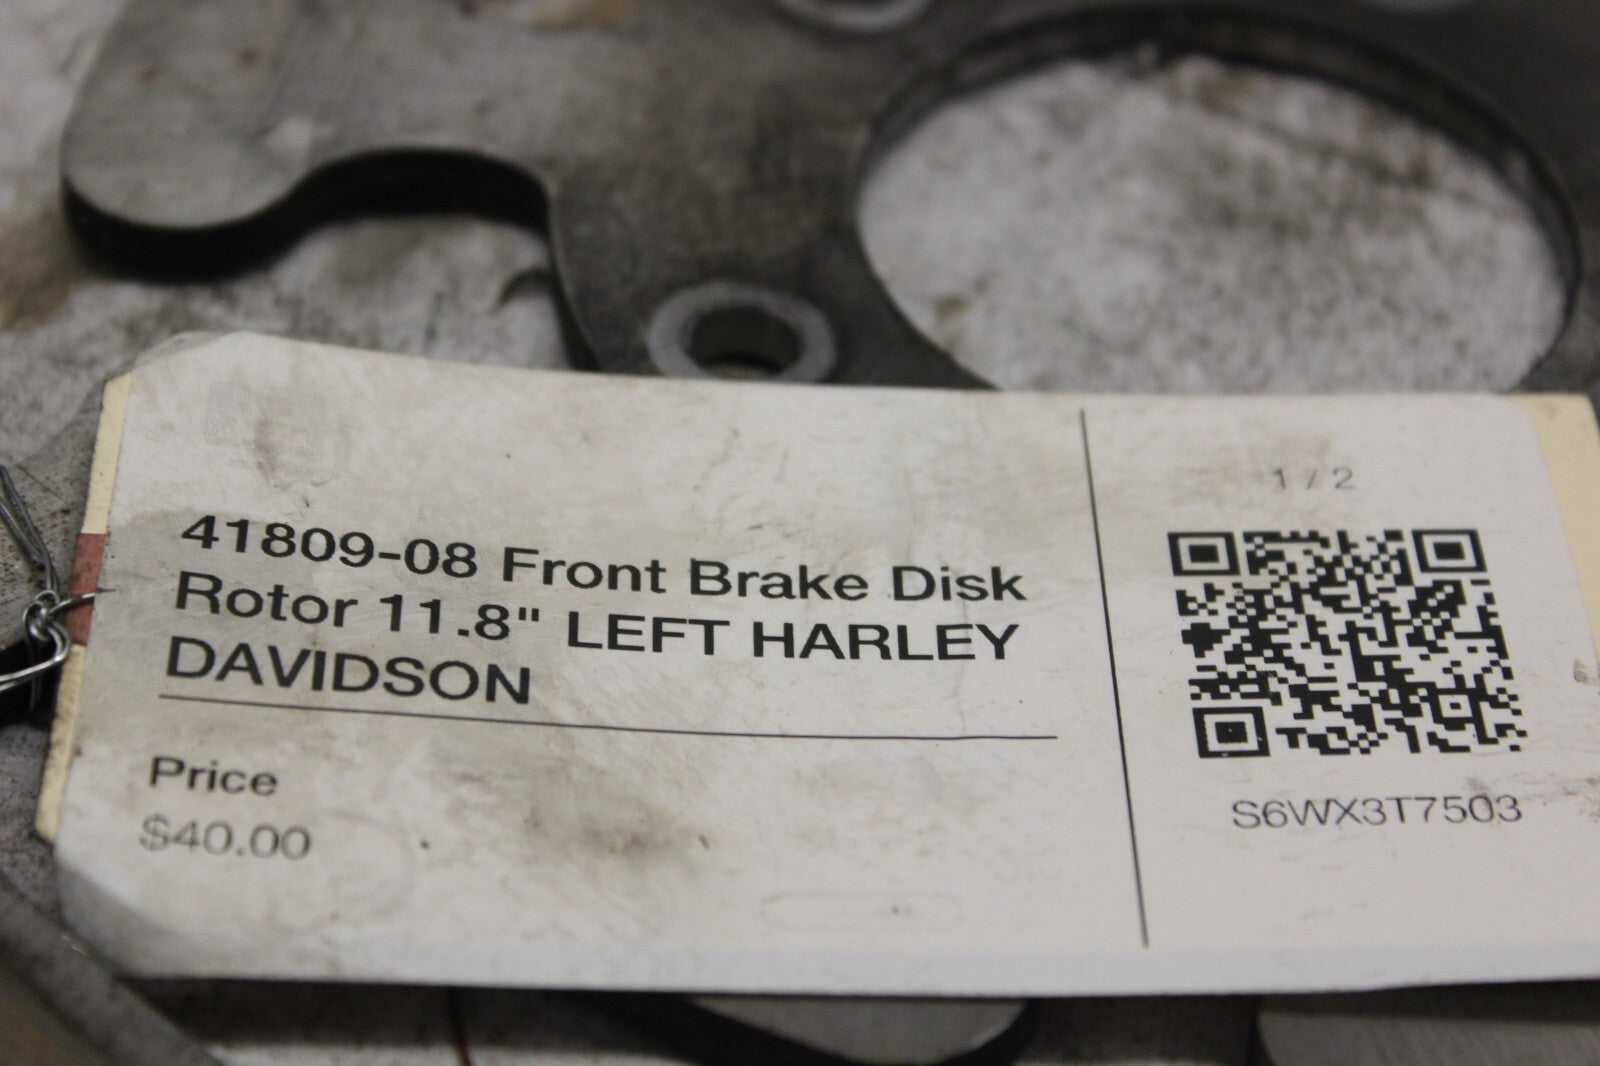 41809-08 Front Brake Disk
Rotor 11.8" LEFT HARLEY
DAVIDSON
Price
$40.00
1 / 2
S6WX3T7503